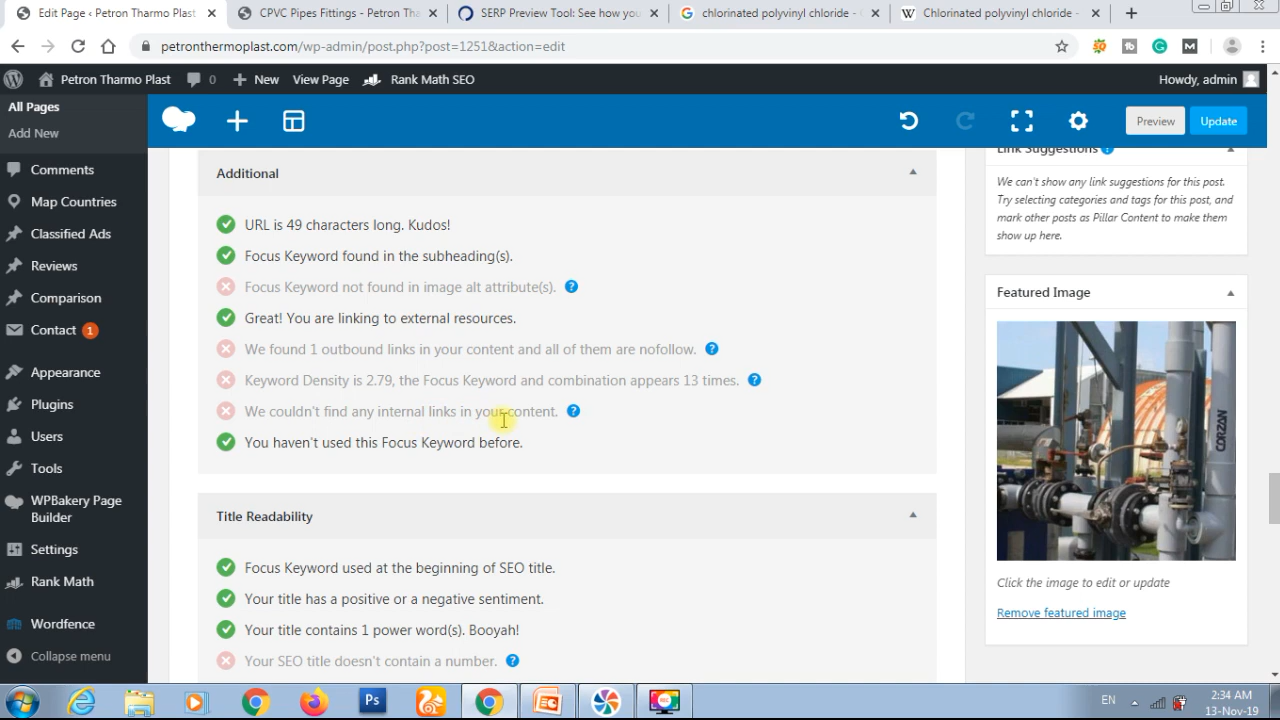 Edit Page ‹ Petron Tharmo Plast
CPVC Pipes Fittings - Petron Tha
SERP Preview Tool: See how you
chlorinated polyvinyl chloride -
Chlorinated polyvinyl chloride -
petronthermoplast.com/wp-admin/post.php?post=1251&action=edit
Petron Tharmo Plast
0
New
View Page
Rank Math SEO
Howdy, admin
All Pages
Add New
Comments
Map Countries
Classified Ads
Reviews
Comparison
Contact 1
Appearance
Plugins
Users
Tools
WPBakery Page
Builder
Settings
Rank Math
Wordfence
Collapse menu
Preview
Update
Additional
URL is 49 characters long. Kudos!
Focus Keyword found in the subheading(s).
Focus Keyword not found in image alt attribute(s).
Great! You are linking to external resources.
We found 1 outbound links in your content and all of them are nofollow.
Keyword Density is 2.79, the Focus Keyword and combination appears 13 times.
We couldn't find any internal links in your content.
You haven't used this Focus Keyword before.
Title Readability
Focus Keyword used at the beginning of SEO title.
Your title has a positive or a negative sentiment.
Your title contains 1 power word(s). Booyah!
Your SEO title doesn't contain a number.
Link Suggestions
We can't show any link suggestions for this post.
Try selecting categories and tags for this post, and
mark other posts as Pillar Content to make them
show up here.
Featured Image
CORZAN
Click the image to edit or update
Remove featured image
Ps
EN
2:34 AM
13-Nov-19